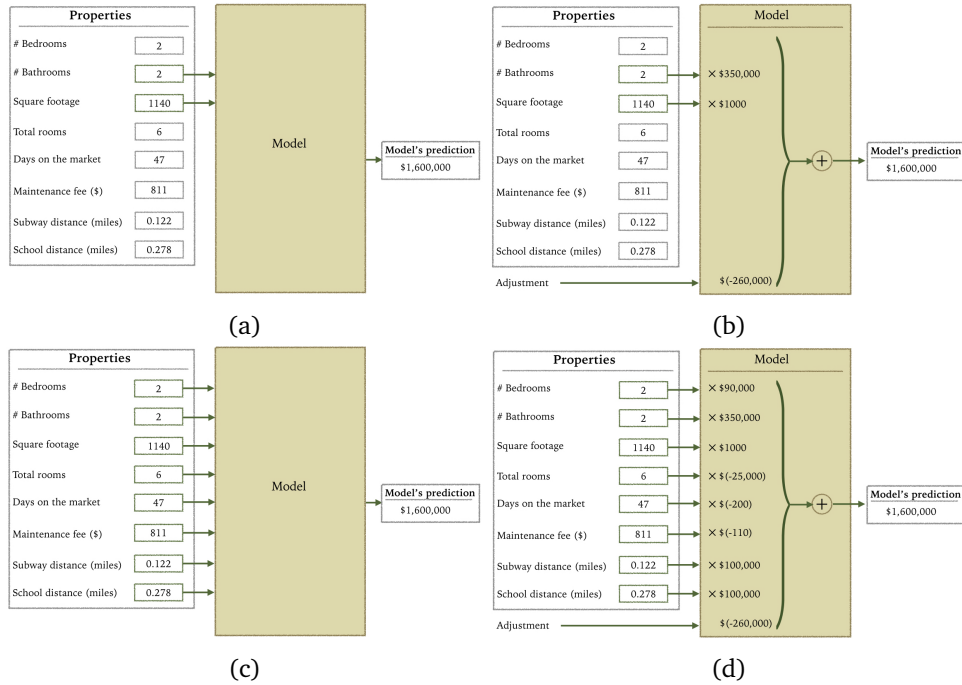 Properties
# Bedrooms 2
# Bathrooms 2
Square footage 1140
Total rooms 6
Days on the market 47
Maintenance fee ($) 811
Subway distance (miles) 0.122
School distance (miles) 0.278
Model
Model's prediction
$1,600,000
(a)
Properties
Model
# Bedrooms 2
# Bathrooms 2 × $350,000
Square footage 1140 × $1000
Total rooms 6
Days on the market 47
Maintenance fee ($) 811
Subway distance (miles) 0.122
School distance (miles) 0.278
Adjustment $(-260,000)
+
Model's prediction
$1,600,000
(b)
Properties
# Bedrooms 2
# Bathrooms 2
Square footage 1140
Total rooms 6
Days on the market 47
Maintenance fee ($) 811
Subway distance (miles) 0.122
School distance (miles) 0.278
Model
Model's prediction
$1,600,000
(c)
Properties
Model
# Bedrooms 2 × $90,000
# Bathrooms 2 × $350,000
Square footage 1140 × $1000
Total rooms 6 × $(-25,000)
Days on the market 47 × $(-200)
Maintenance fee ($) 811 × $(-110)
Subway distance (miles) 0.122 × $100,000
School distance (miles) 0.278 × $100,000
Adjustment $(-260,000)
+
Model's prediction
$1,600,000
(d)